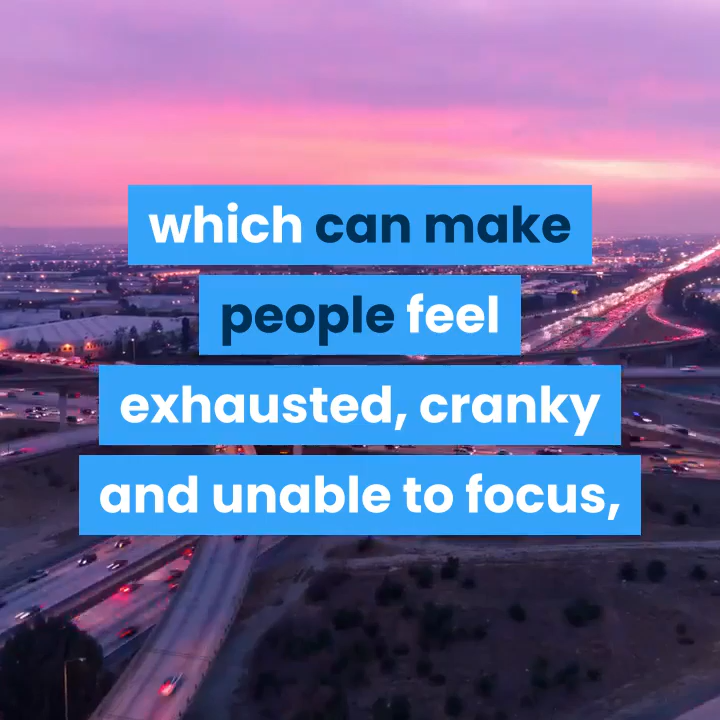 which can make
people feel
exhausted, cranky
and unable to focus,